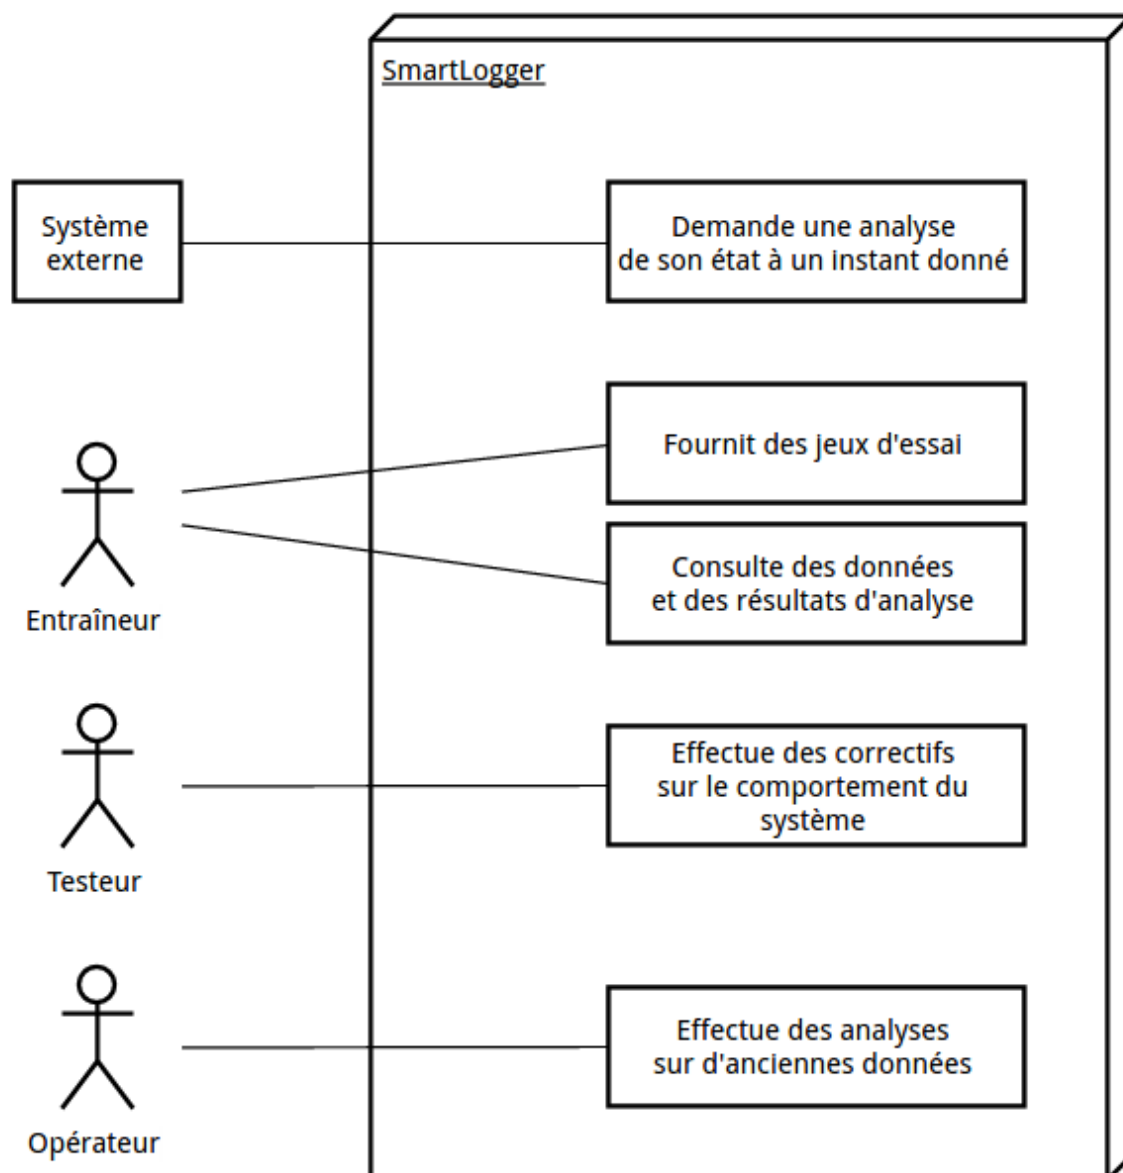 SmartLogger
Système
externe
Demande une analyse
de son état à un instant donné
Fournit des jeux d'essai
Entraîneur
Consulte des données
et des résultats d'analyse
Effectue des correctifs
sur le comportement du
système
Testeur
Effectue des analyses
sur d'anciennes données
Opérateur